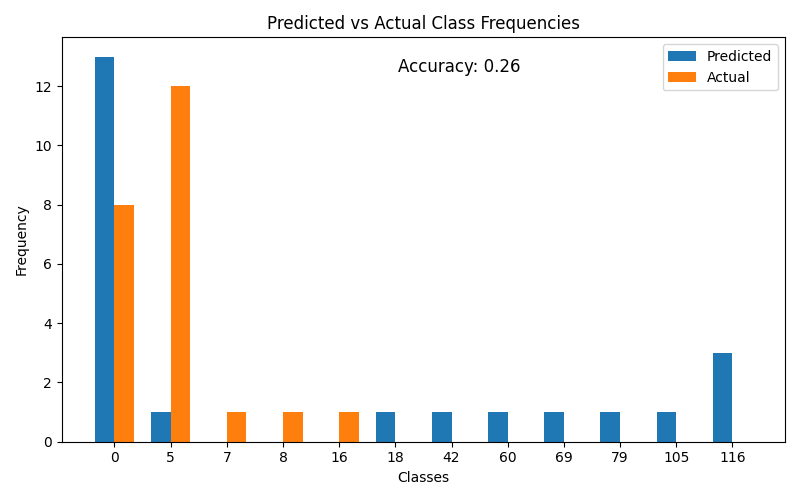 Predicted vs Actual Class Frequencies
Accuracy: 0.26
Predicted
Actual
Frequency
12
10
8
6
4
2
0
0 5 7 8 16 18 42 60 69 79 105 116
Classes